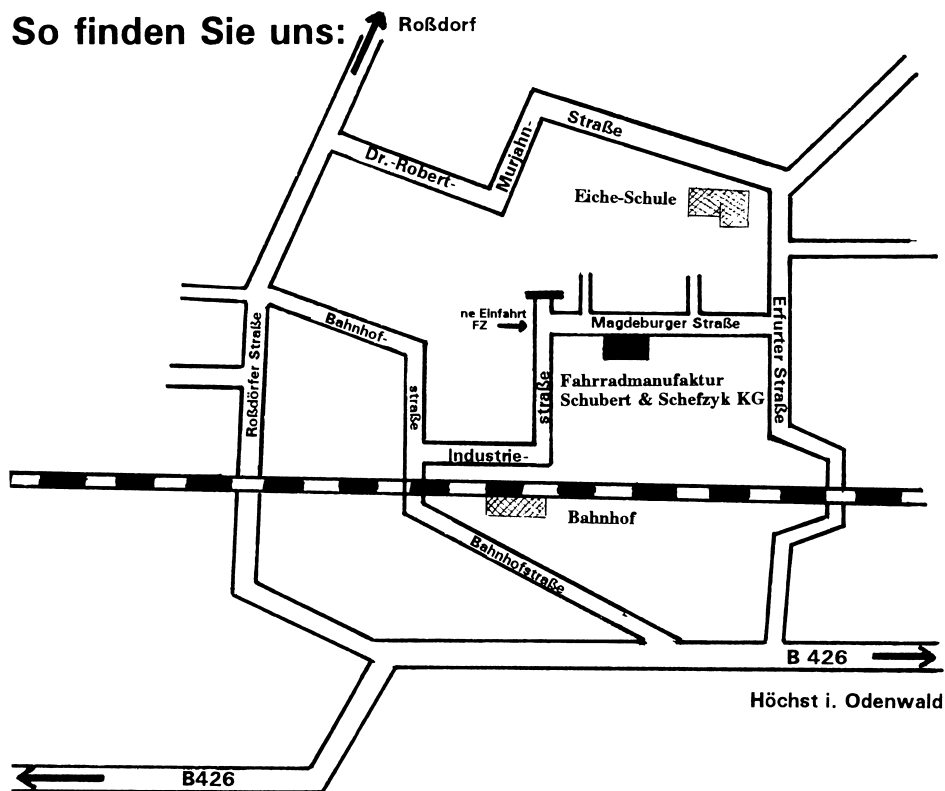 So finden Sie uns:
Roßdorf
Dr.-Robert-
Murjahn-
Straße
Eiche-Schule
ne Einfahrt
FZ
Magdeburger Straße
Erfurter Straße
Bahnhof-
straße
Roßdörfer Straße
straße
Fahrradmanufaktur
Schubert & Schefzyk KG
Industrie-
Bahnhof
Bahnhofstraße
B 426
Höchst i. Odenwald
B426